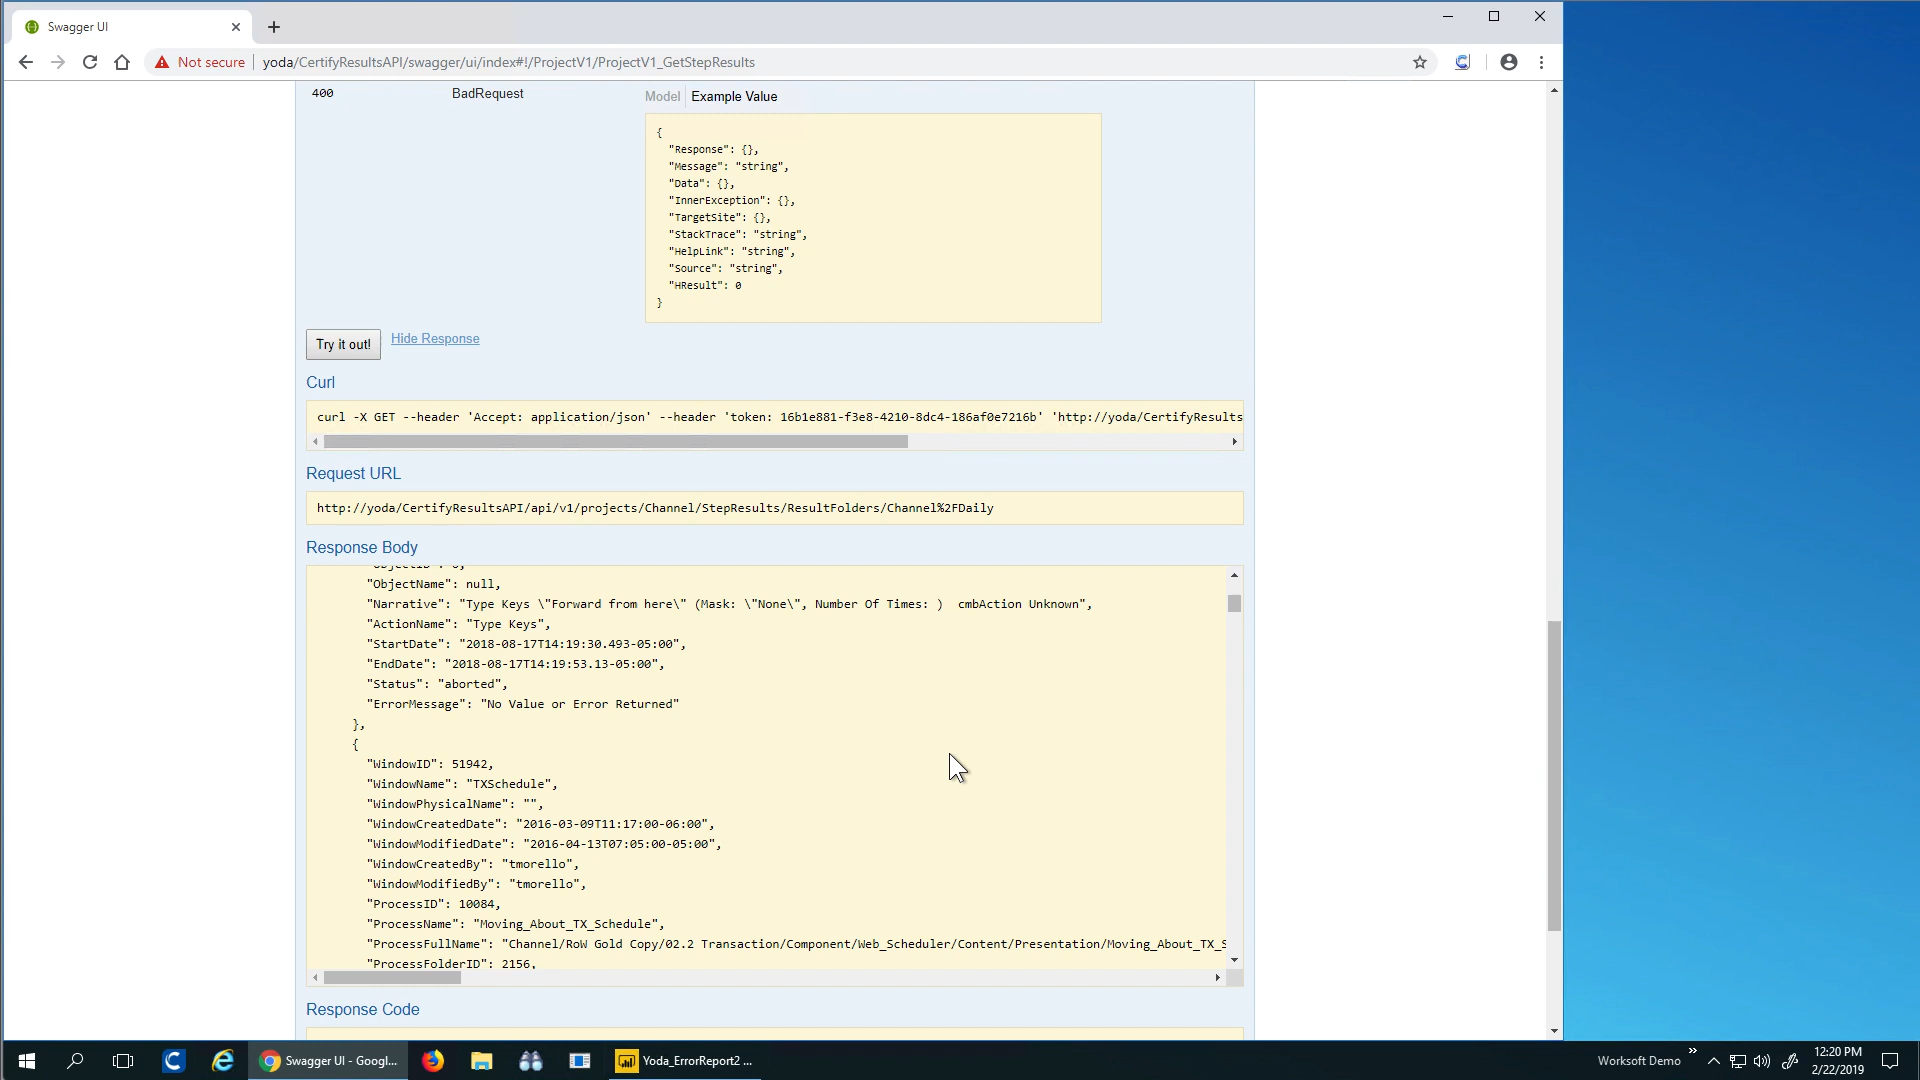 Swagger UI
Not secure
yoda/CertifyResultsAPI/swagger/ui/index#!/ProjectV1/ProjectV1_GetStepResults
400 BadRequest Model Example Value
{
"Response": {},
"Message": "string",
"Data": {},
"InnerException": {},
"TargetSite": {},
"StackTrace": "string",
"HelpLink": "string",
"Source": "string",
"HResult": 0
}
Try it out! Hide Response
Curl
curl -X GET --header 'Accept: application/json' --header 'token: 16b1e881-f3e8-4210-8dc4-186af0e7216b' 'http://yoda/CertifyResults
Request URL
http://yoda/CertifyResultsAPI/api/v1/projects/Channel/StepResults/ResultFolders/Channel%2FDaily
Response Body
"ObjectName": null,
"Narrative": "Type Keys \"Forward from here\" (Mask: \"None\", Number Of Times: )  cmbAction Unknown",
"ActionName": "Type Keys",
"StartDate": "2018-08-17T14:19:30.493-05:00",
"EndDate": "2018-08-17T14:19:53.13-05:00",
"Status": "aborted",
"ErrorMessage": "No Value or Error Returned"
},
{
"WindowID": 51942,
"WindowName": "TXSchedule",
"WindowPhysicalName": "",
"WindowCreatedDate": "2016-03-09T11:17:00-06:00",
"WindowModifiedDate": "2016-04-13T07:05:00-05:00",
"WindowCreatedBy": "tmorello",
"WindowModifiedBy": "tmorello",
"ProcessID": 10084,
"ProcessName": "Moving_About_TX_Schedule",
"ProcessFullName": "Channel/RoW Gold Copy/02.2 Transaction/Component/Web_Scheduler/Content/Presentation/Moving_About_TX_S
"ProcessFolderID": 2156,
Response Code
Swagger UI - Googl...
Yoda_ErrorReport2 ...
Worksoft Demo
12:20 PM
2/22/2019